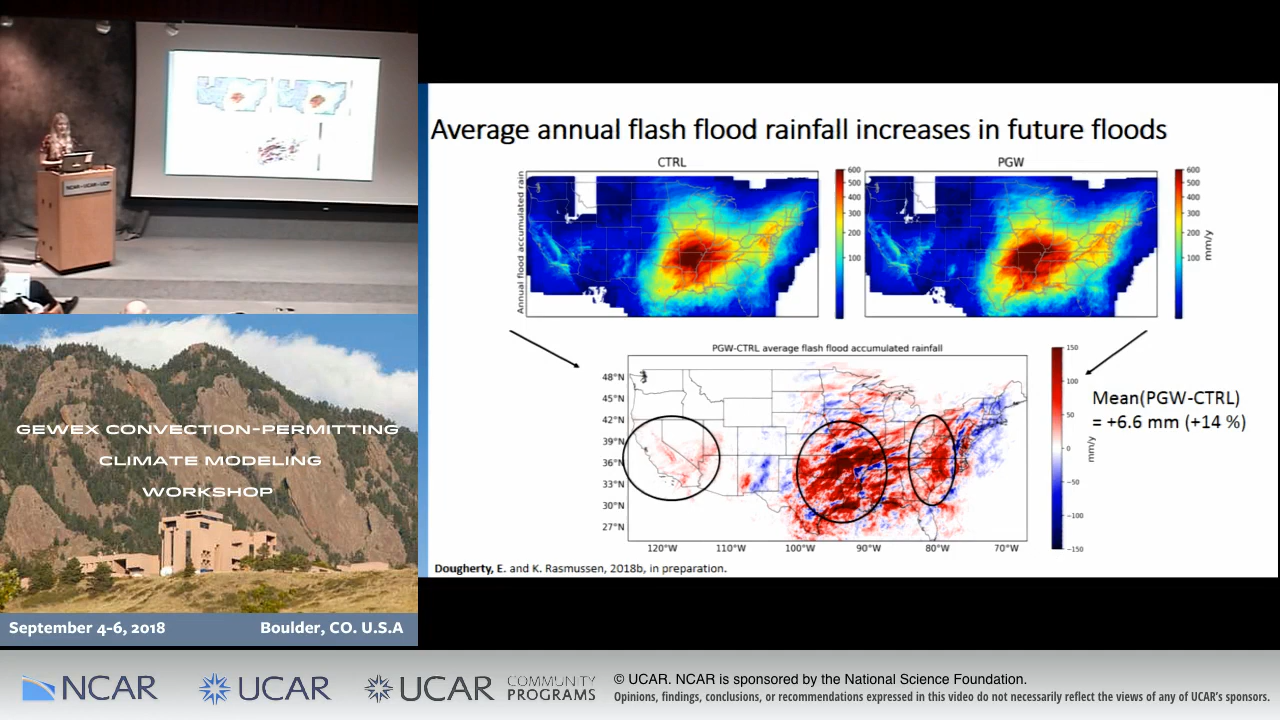 NCAR-UCAR-UCP
Average annual flash flood rainfall increases in future floods
CTRL
PGW
Annual flood accumulated rain
600
500
400
300
200
100
600
500
400
300
200
100
mm/y
PGW-CTRL average flash flood accumulated rainfall
48°N
45°N
42°N
39°N
36°N
33°N
30°N
27°N
120°W
110°W
100°W
90°W
80°W
70°W
150
100
50
0
−50
−100
−150
mm/y
Mean(PGW-CTRL)
= +6.6 mm (+14 %)
Dougherty, E. and K. Rasmussen, 2018b, in preparation.
GEWEX CONVECTION-PERMITTING
CLIMATE MODELING
WORKSHOP
September 4-6, 2018
Boulder, CO. U.S.A
NCAR
UCAR
UCAR
COMMUNITY
PROGRAMS
© UCAR. NCAR is sponsored by the National Science Foundation.
Opinions, findings, conclusions, or recommendations expressed in this video do not necessarily reflect the views of any of UCAR's sponsors.